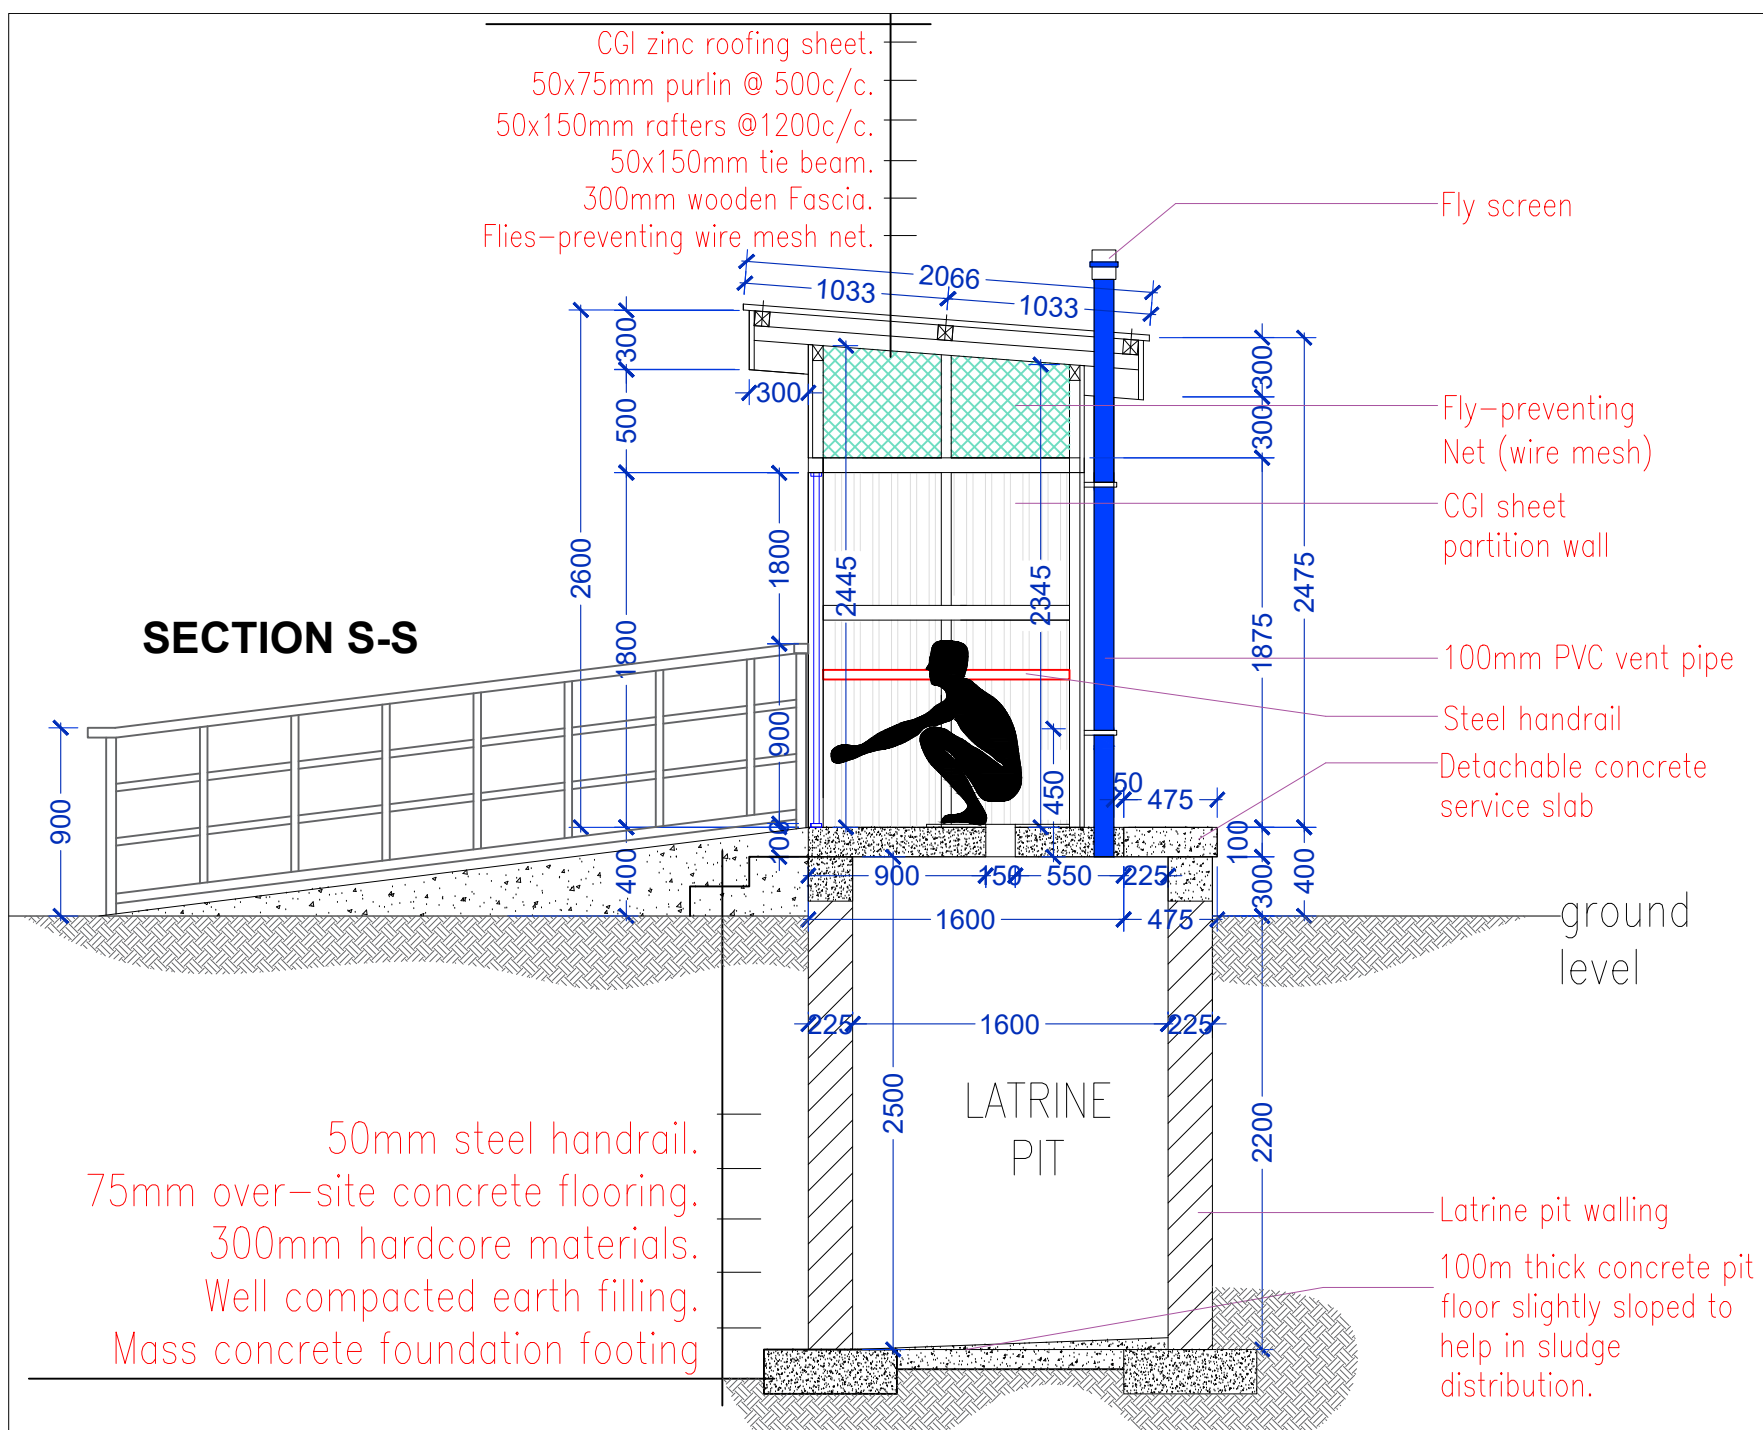 CGI zinc roofing sheet.
50x75mm purlin @ 500c/c.
50x150mm rafters @1200c/c.
50x150mm tie beam.
300mm wooden Fascia.
Flies-preventing wire mesh net.
Fly screen
2066
1033
1033
300
300
300
500
300
Fly-preventing
Net (wire mesh)
CGI sheet
partition wall
2600
1800
2445
2345
2475
SECTION S-S
1800
1875
100mm PVC vent pipe
Steel handrail
Detachable concrete
service slab
900
900
450
50
475
100
100
400
300
400
900
150
550
225
1600
475
ground
level
225
1600
225
2500
2200
LATRINE
PIT
50mm steel handrail.
75mm over-site concrete flooring.
300mm hardcore materials.
Well compacted earth filling.
Mass concrete foundation footing
Latrine pit walling
100m thick concrete pit
floor slightly sloped to
help in sludge
distribution.